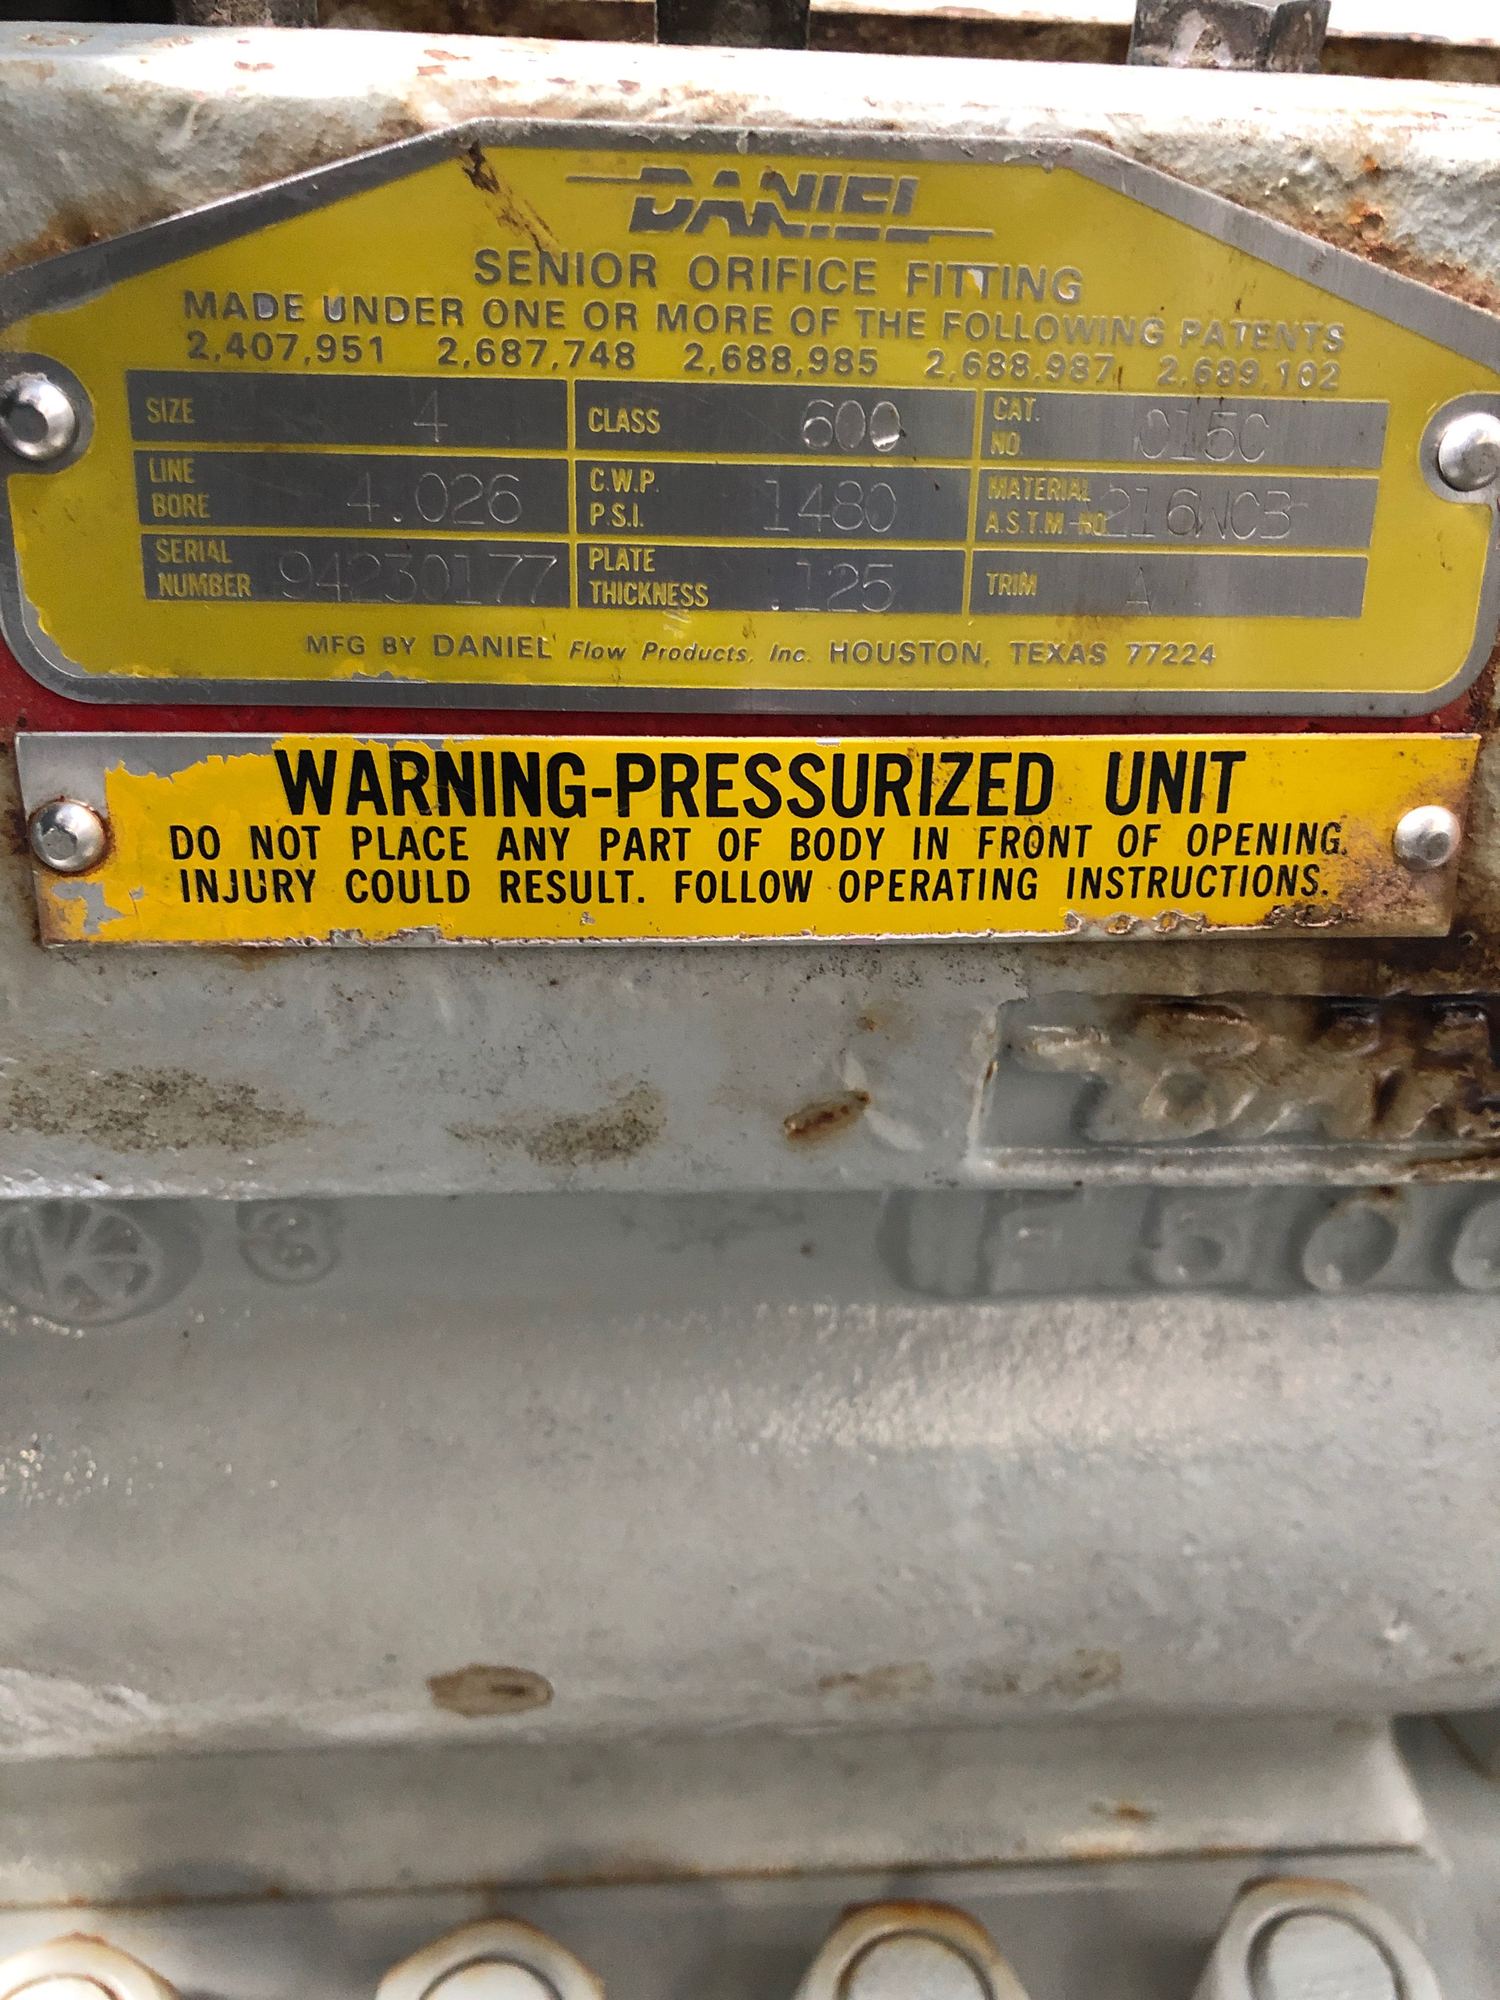 DANIEL
SENIOR ORIFICE FITTING
MADE UNDER ONE OR MORE OF THE FOLLOWING PATENTS
2,407,951 2,687,748 2,688,985 2,688,987 2,689,102
SIZE 4 CLASS 600 CAT. NO. 015C
LINE BORE 4.026 C.W.P. P.S.I. 1480 MATERIAL A.S.T.M. NO 216WCB
SERIAL NUMBER 94230177 PLATE THICKNESS .125 TRIM A
MFG BY DANIEL Flow Products, Inc. HOUSTON, TEXAS 77224
WARNING-PRESSURIZED UNIT
DO NOT PLACE ANY PART OF BODY IN FRONT OF OPENING.
INJURY COULD RESULT. FOLLOW OPERATING INSTRUCTIONS.